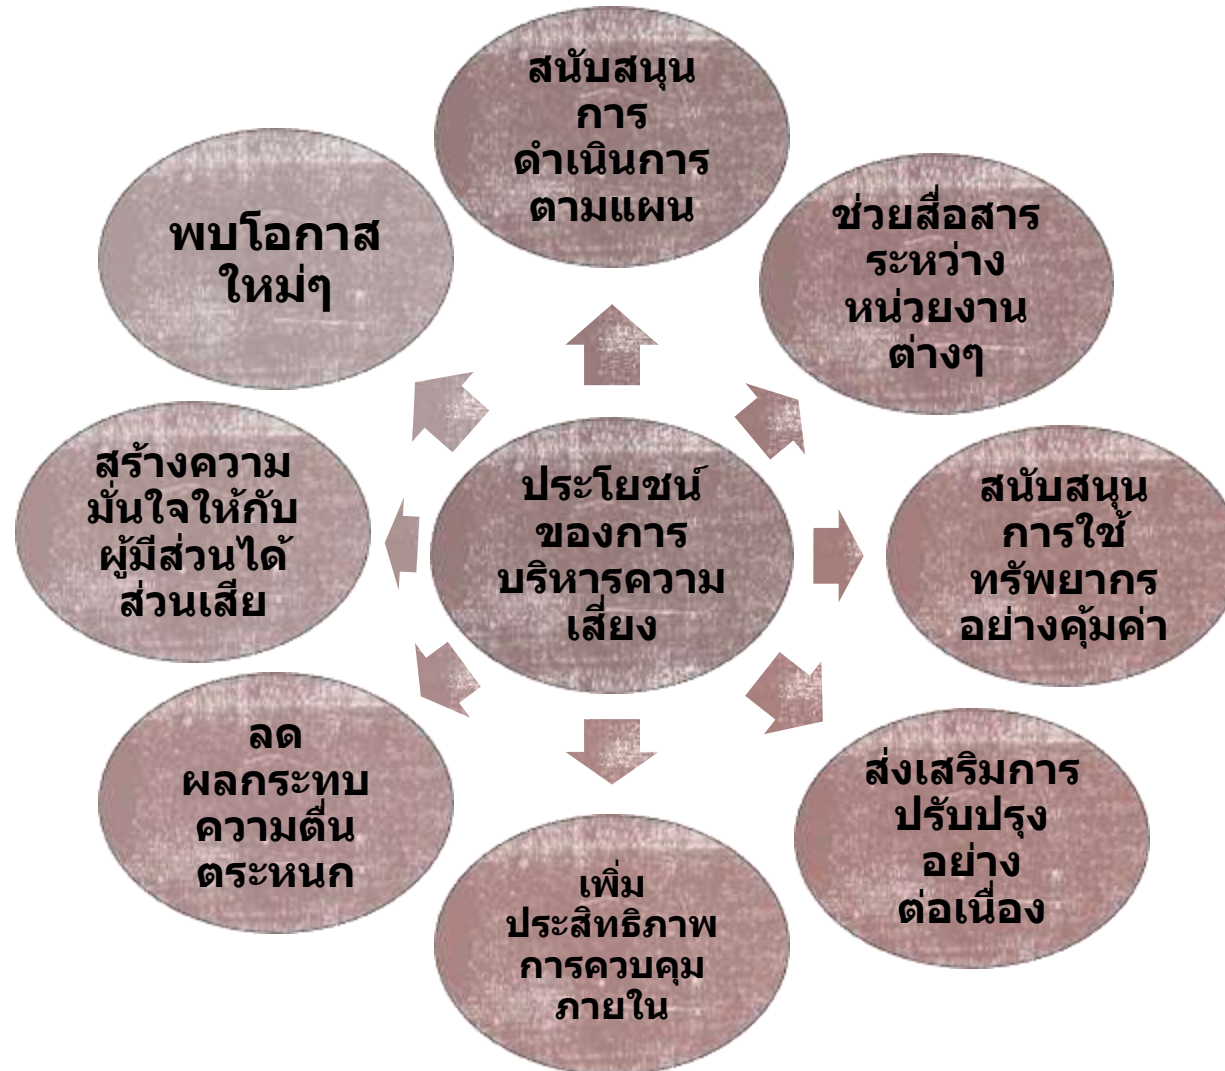 สนับสนุน
การ
ดำเนินการ
ตามแผน
ช่วยสื่อสาร
ระหว่าง
หน่วยงาน
ต่างๆ
สนับสนุน
การใช้
ทรัพยากร
อย่างคุ้มค่า
ส่งเสริมการ
ปรับปรุง
อย่าง
ต่อเนื่อง
เพิ่ม
ประสิทธิภาพ
การควบคุม
ภายใน
ลด
ผลกระทบ
ความตื่น
ตระหนก
สร้างความ
มั่นใจให้กับ
ผู้มีส่วนได้
ส่วนเสีย
พบโอกาส
ใหม่ๆ
ประโยชน์
ของการ
บริหารความ
เสี่ยง